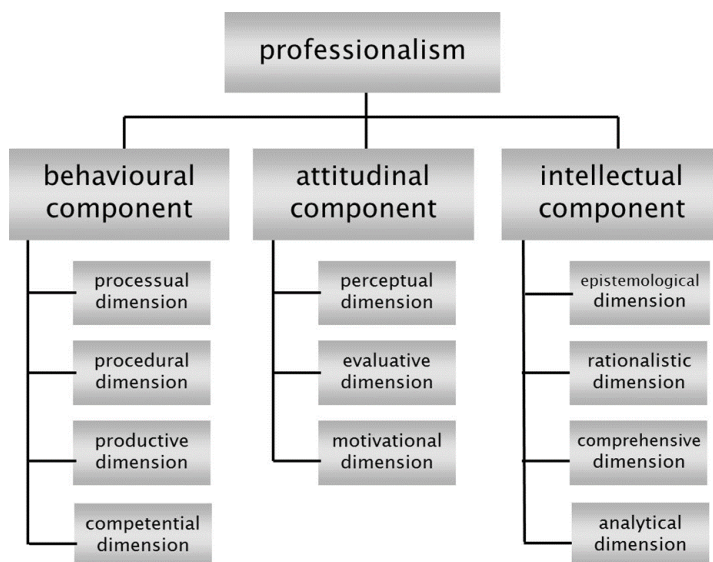 professionalism
behavioural
component
attitudinal
component
intellectual
component
processual
dimension
procedural
dimension
productive
dimension
competential
dimension
perceptual
dimension
evaluative
dimension
motivational
dimension
epistemological
dimension
rationalistic
dimension
comprehensive
dimension
analytical
dimension